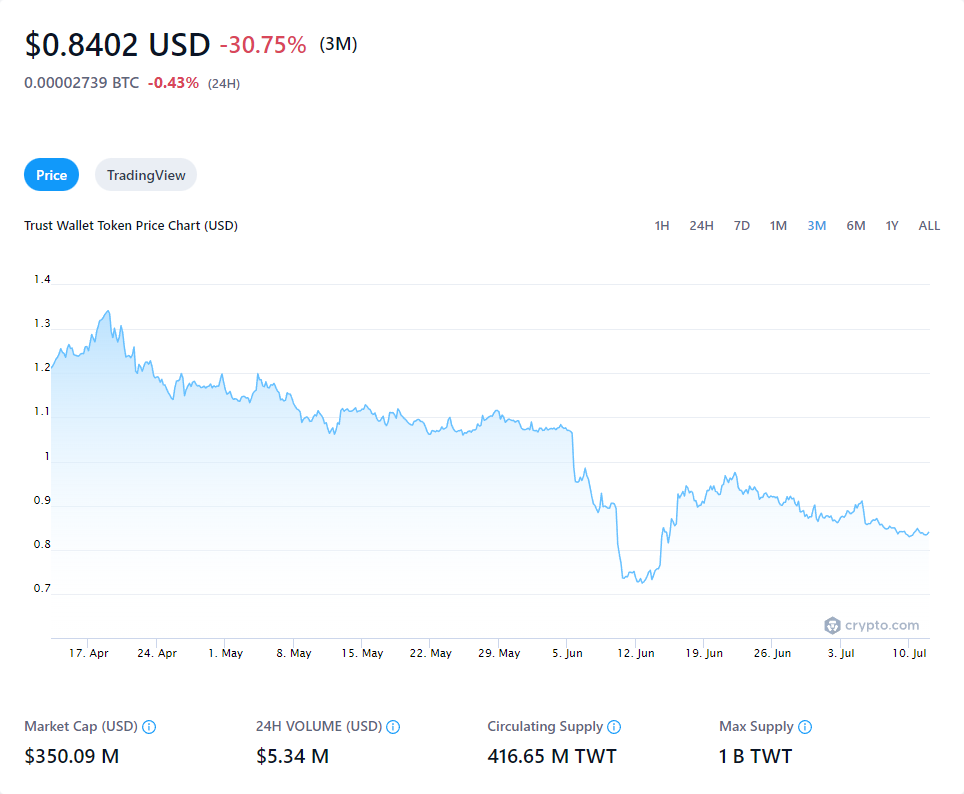 $0.8402 USD -30.75% (3M)
0.00002739 BTC -0.43% (24H)
Price TradingView
Trust Wallet Token Price Chart (USD) 1H 24H 7D 1M 3M 6M 1Y ALL
1.4
1.3
1.2
1.1
1
0.9
0.8
0.7
crypto.com
17. Apr 24. Apr 1. May 8. May 15. May 22. May 29. May 5. Jun 12. Jun 19. Jun 26. Jun 3. Jul 10. Jul
Market Cap (USD) 24H VOLUME (USD) Circulating Supply Max Supply
$350.09 M $5.34 M 416.65 M TWT 1 B TWT